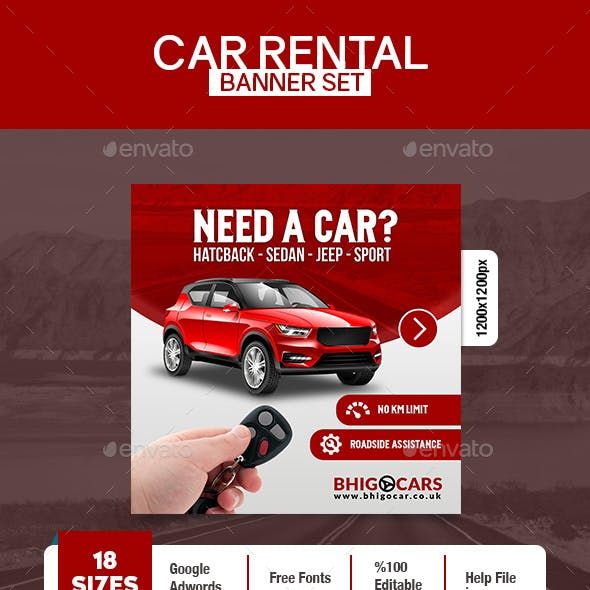 CAR RENTAL
BANNER SET
envato
envato
NEED A CAR?
HATCBACK - SEDAN - JEEP - SPORT
1200x1200px
NO KM LIMIT
ROADSIDE ASSISTANCE
envato
envato
BHIGOCARS
www.bhigocar.co.uk
18
SIZES
Google
Adwords
Free Fonts
%100
Editable
Help File